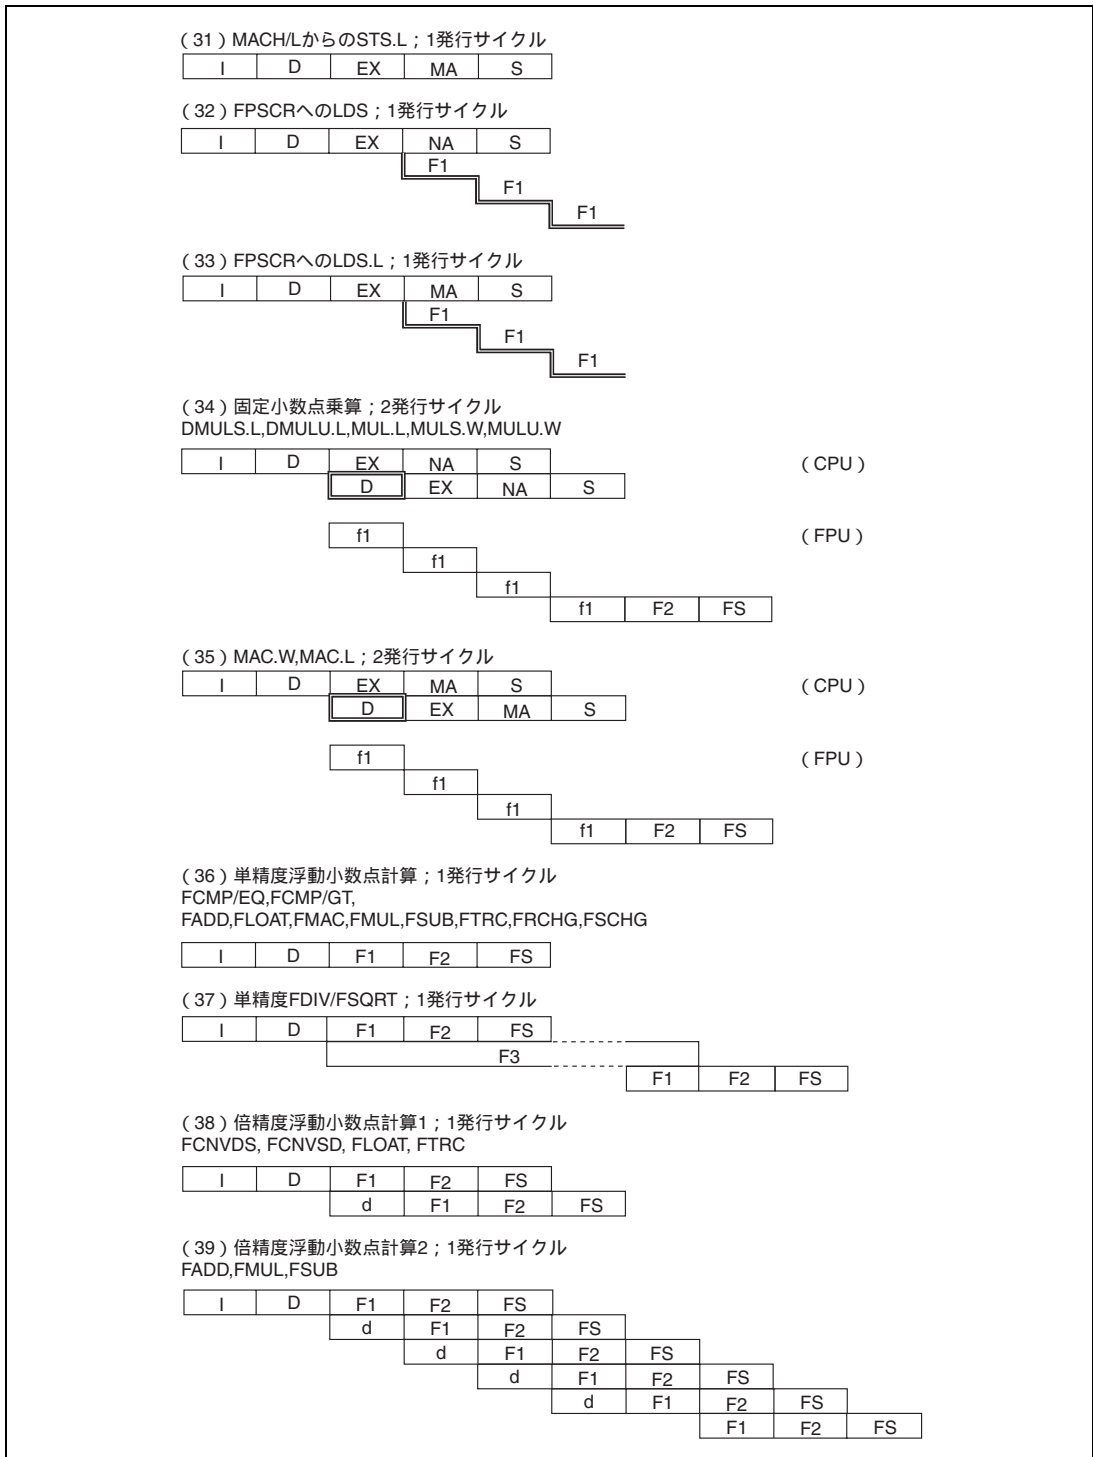 (31)MACH/LからのSTS.L;1発行サイクル
I D EX MA S
(32)FPSCRへのLDS;1発行サイクル
I D EX NA S
F1
F1
F1
(33)FPSCRへのLDS.L;1発行サイクル
I D EX MA S
F1
F1
F1
(34)固定小数点乗算;2発行サイクル
DMULS.L,DMULU.L,MUL.L,MULS.W,MULU.W
I D EX NA S (CPU)
D EX NA S
f1 (FPU)
f1
f1
f1 F2 FS
(35)MAC.W,MAC.L;2発行サイクル
I D EX MA S (CPU)
D EX MA S
f1 (FPU)
f1
f1
f1 F2 FS
(36)単精度浮動小数点計算;1発行サイクル
FCMP/EQ,FCMP/GT,
FADD,FLOAT,FMAC,FMUL,FSUB,FTRC,FRCHG,FSCHG
I D F1 F2 FS
(37)単精度FDIV/FSQRT;1発行サイクル
I D F1 F2 FS
F3
F1 F2 FS
(38)倍精度浮動小数点計算1;1発行サイクル
FCNVDS, FCNVSD, FLOAT, FTRC
I D F1 F2 FS
d F1 F2 FS
(39)倍精度浮動小数点計算2;1発行サイクル
FADD,FMUL,FSUB
I D F1 F2 FS
d F1 F2 FS
d F1 F2 FS
d F1 F2 FS
d F1 F2 FS
F1 F2 FS